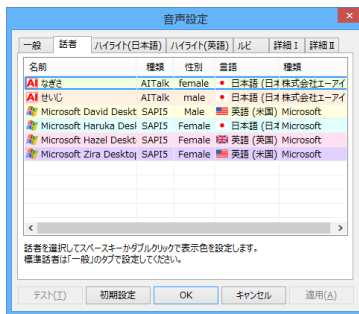 音声設定
一般 話者 ハイライト(日本語) ハイライト(英語) ルビ 詳細 I 詳細 II
名前 種類 性別 言語 種類
AI なぎさ AITalk female 日本語 (日本 株式会社エーアイ
AI せいじ AITalk male 日本語 (日本 株式会社エーアイ
Microsoft David Deskt SAPI5 Male 英語 (米国) Microsoft
Microsoft Haruka Desk SAPI5 Female 日本語 (日本 Microsoft
Microsoft Hazel Deskt SAPI5 Female 英語 (英国) Microsoft
Microsoft Zira Desktop SAPI5 Female 英語 (米国) Microsoft
話者を選択してスペースキーかダブルクリックで表示色を設定します。
標準話者は「一般」のタブで設定してください。
テスト(T) 初期設定 OK キャンセル 適用(A)